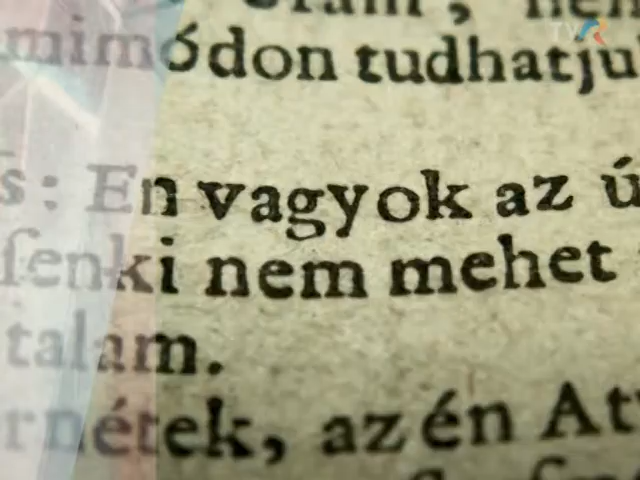 TVR
mimódon tudhatju
s: En vagyok az ú
ſenki nem mehet
talam.
rnétek, az én At